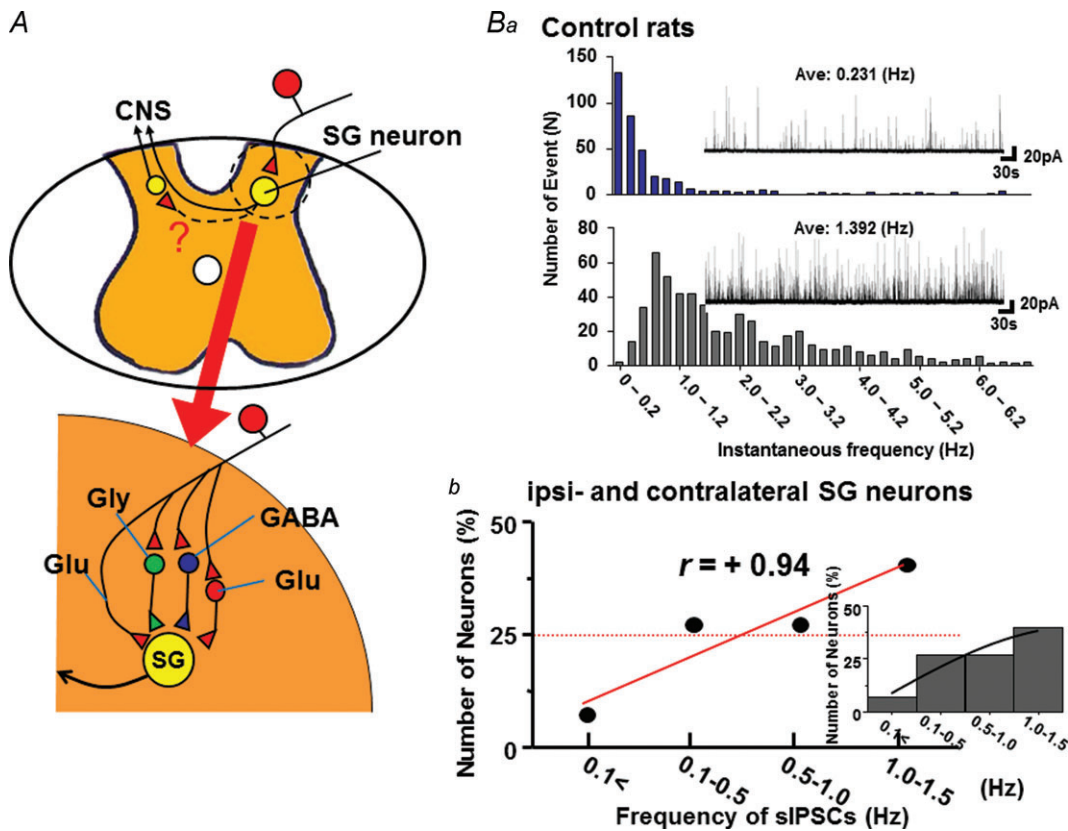 A
CNS
SG neuron
?
Gly
GABA
Glu
Glu
SG
Ba Control rats
Number of Event (N)
150
100
50
0
Ave: 0.231 (Hz)
20pA
30s
80
60
40
20
0
Ave: 1.392 (Hz)
20pA
30s
0 – 0.2
1.0 – 1.2
2.0 – 2.2
3.0 – 3.2
4.0 – 4.2
5.0 – 5.2
6.0 – 6.2
Instantaneous frequency (Hz)
b ipsi- and contralateral SG neurons
Number of Neurons (%)
50
25
0
r = + 0.94
0.1<
0.1-0.5
0.5-1.0
1.0-1.5
Frequency of sIPSCs (Hz)
Number of Neurons (%)
50
25
0
0.1<
0.1-0.5
0.5-1.0
1.0-1.5
(Hz)